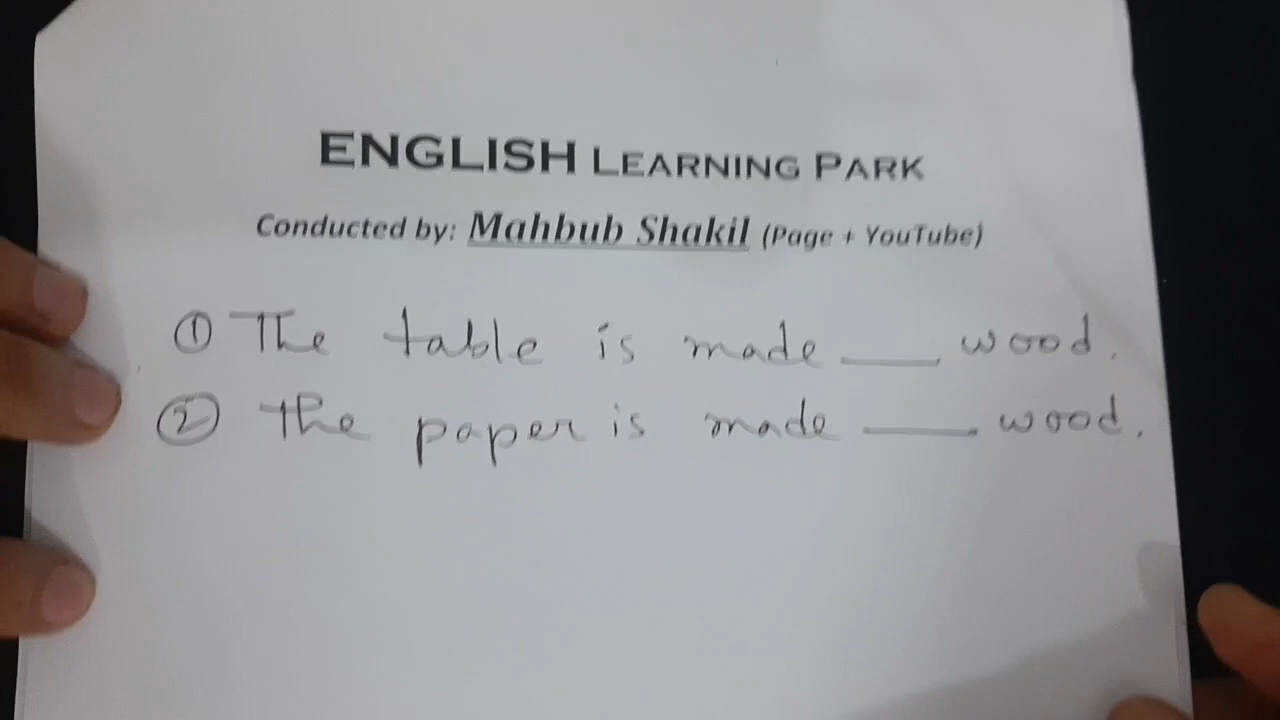 ENGLISH LEARNING PARK
Conducted by: Mahbub Shakil (Page + YouTube)
① The table is made ___ wood.
② The paper is made ___ wood.